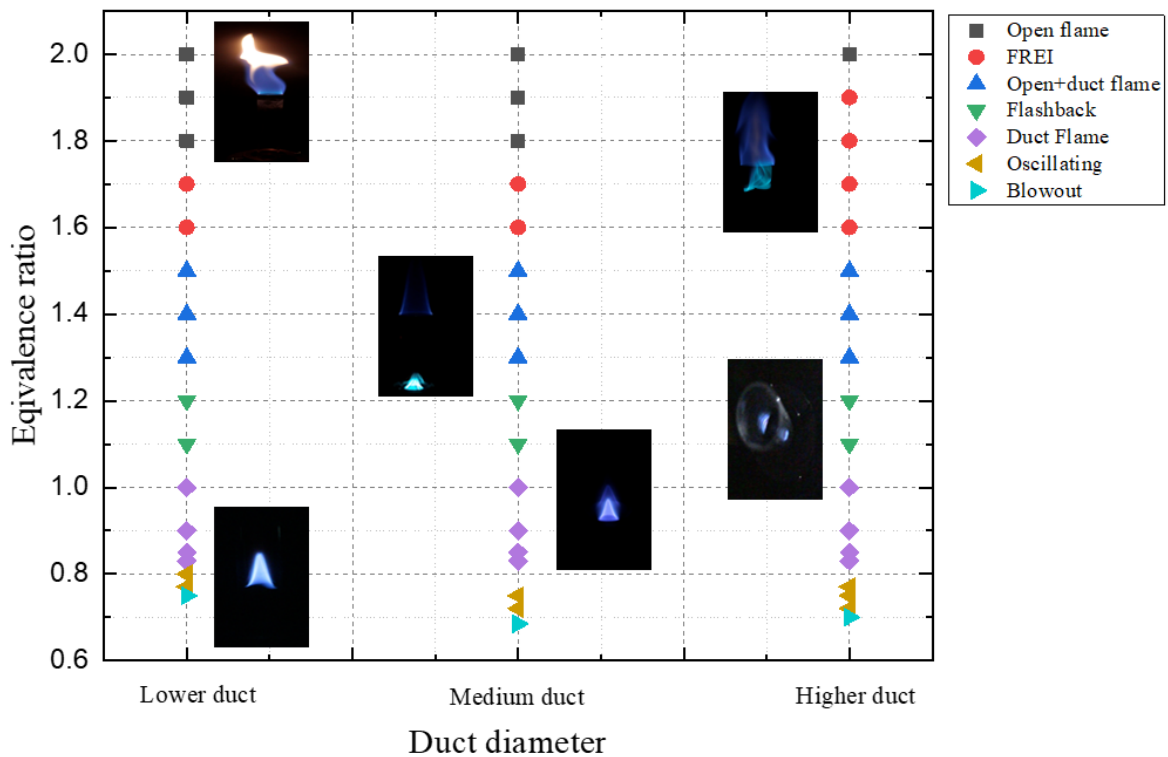 2.0
1.8
1.6
1.4
1.2
1.0
0.8
0.6
Eqivalence ratio
Lower duct
Medium duct
Higher duct
Duct diameter
Open flame
FREI
Open+duct flame
Flashback
Duct Flame
Oscillating
Blowout